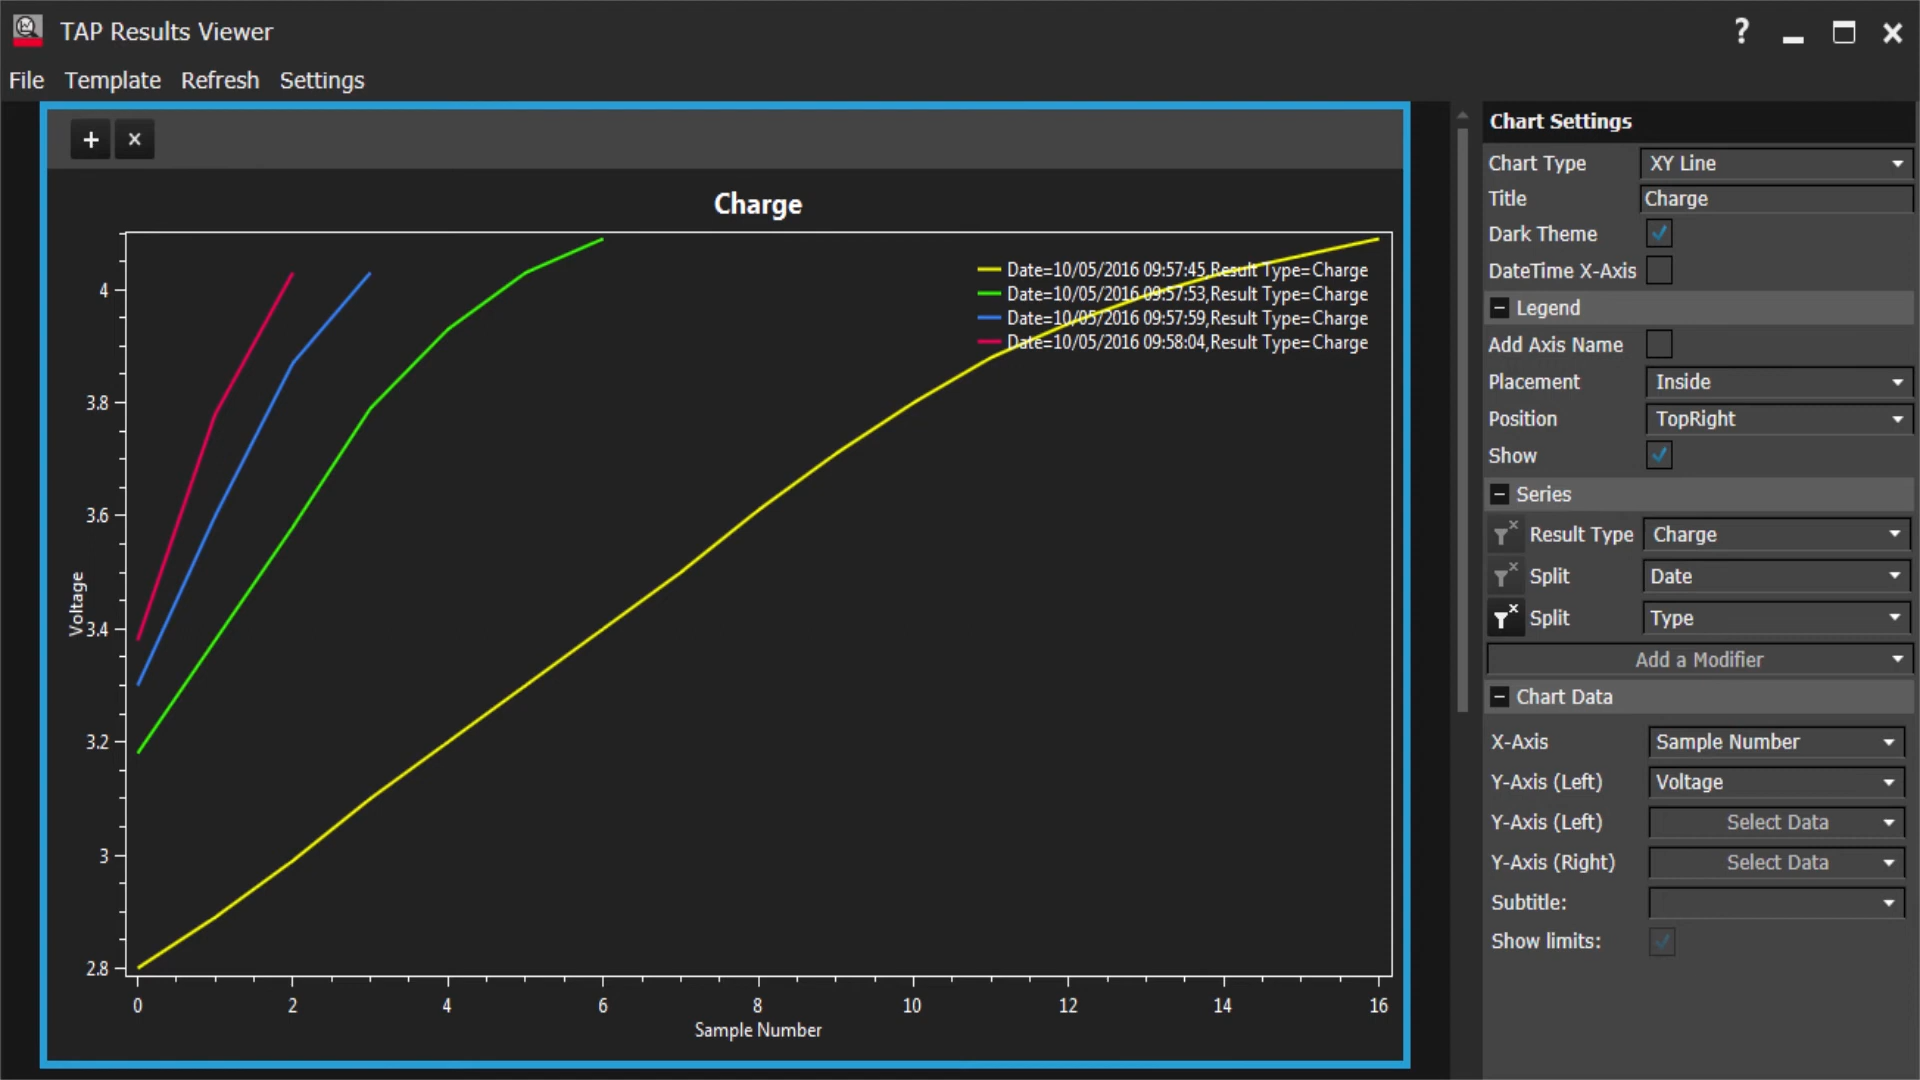 TAP Results Viewer
File Template Refresh Settings
Charge
Date=10/05/2016 09:57:45,Result Type=Charge
Date=10/05/2016 09:57:53,Result Type=Charge
Date=10/05/2016 09:57:59,Result Type=Charge
Date=10/05/2016 09:58:04,Result Type=Charge
4
3.8
3.6
3.4
3.2
3
2.8
Voltage
0 2 4 6 8 10 12 14 16
Sample Number
Chart Settings
Chart Type XY Line
Title Charge
Dark Theme
DateTime X-Axis
Legend
Add Axis Name
Placement Inside
Position TopRight
Show
Series
Result Type Charge
Split Date
Split Type
Add a Modifier
Chart Data
X-Axis Sample Number
Y-Axis (Left) Voltage
Y-Axis (Left) Select Data
Y-Axis (Right) Select Data
Subtitle:
Show limits: